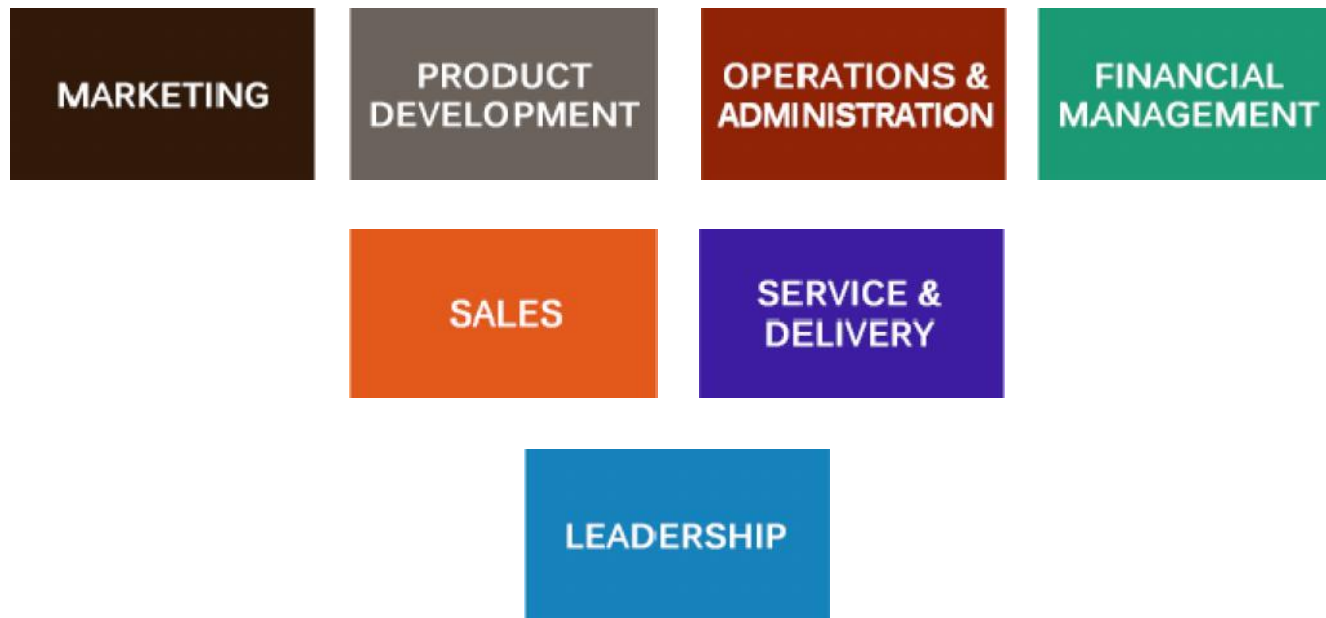 MARKETING
PRODUCT
DEVELOPMENT
OPERATIONS &
ADMINISTRATION
FINANCIAL
MANAGEMENT
SALES
SERVICE &
DELIVERY
LEADERSHIP